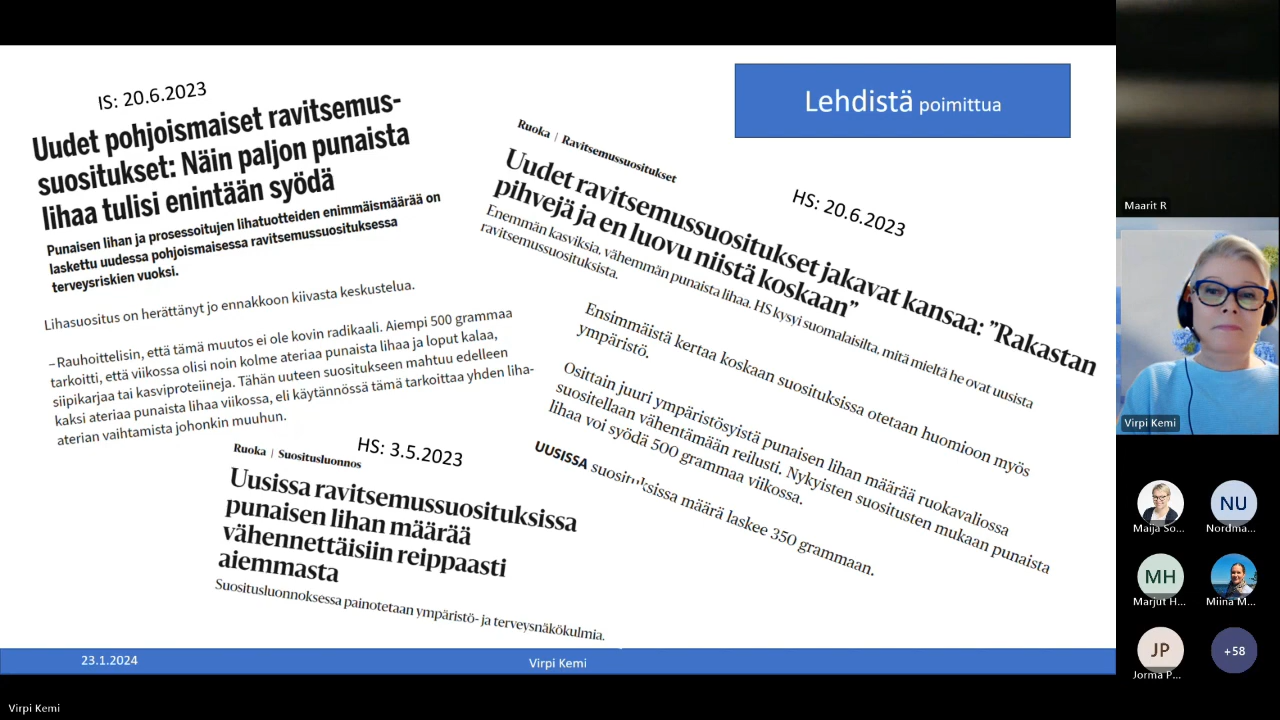 IS: 20.6.2023
Uudet pohjoismaiset ravitsemus-
suositukset: Näin paljon punaista
lihaa tulisi enintään syödä
Punaisen lihan ja prosessoitujen lihatuotteiden enimmäismäärää on
laskettu uudessa pohjoismaisessa ravitsemussuosituksessa
terveysriskien vuoksi.
Lihasuositus on herättänyt jo ennakkoon kiivasta keskustelua.
–Rauhoittelisin, että tämä muutos ei ole kovin radikaali. Aiempi 500 grammaa
tarkoitti, että viikossa olisi noin kolme ateriaa punaista lihaa ja loput kalaa,
siipikarjaa tai kasviproteiineja. Tähän uuteen suositukseen mahtuu edelleen
kaksi ateriaa punaista lihaa viikossa, eli käytännössä tämä tarkoittaa yhden liha-
aterian vaihtamista johonkin muuhun.
Lehdistä poimittua
HS: 20.6.2023
Ruoka | Ravitsemussuositukset
Uudet ravitsemussuositukset jakavat kansaa: ”Rakastan
pihvejä ja en luovu niistä koskaan”
Enemmän kasviksia, vähemmän punaista lihaa. HS kysyi suomalaisilta, mitä mieltä he ovat uusista
ravitsemussuosituksista.
Ensimmäistä kertaa koskaan suosituksissa otetaan huomioon myös
ympäristö.
Osittain juuri ympäristösyistä punaisen lihan määrää ruokavaliossa
suositellaan vähentämään reilusti. Nykyisten suositusten mukaan punaista
lihaa voi syödä 500 grammaa viikossa.
UUSISSA suosituksissa määrä laskee 350 grammaan.
HS: 3.5.2023
Ruoka | Suositusluonnos
Uusissa ravitsemussuosituksissa
punaisen lihan määrää
vähennettäisiin reippaasti
aiemmasta
Suositusluonnoksessa painotetaan ympäristö- ja terveysnäkökulmia.
23.1.2024
Virpi Kemi
Maarit R
Virpi Kemi
Maija So...
NU
Nordma...
MH
Marjut H...
Miina M...
JP
Jorma P...
+58
Virpi Kemi